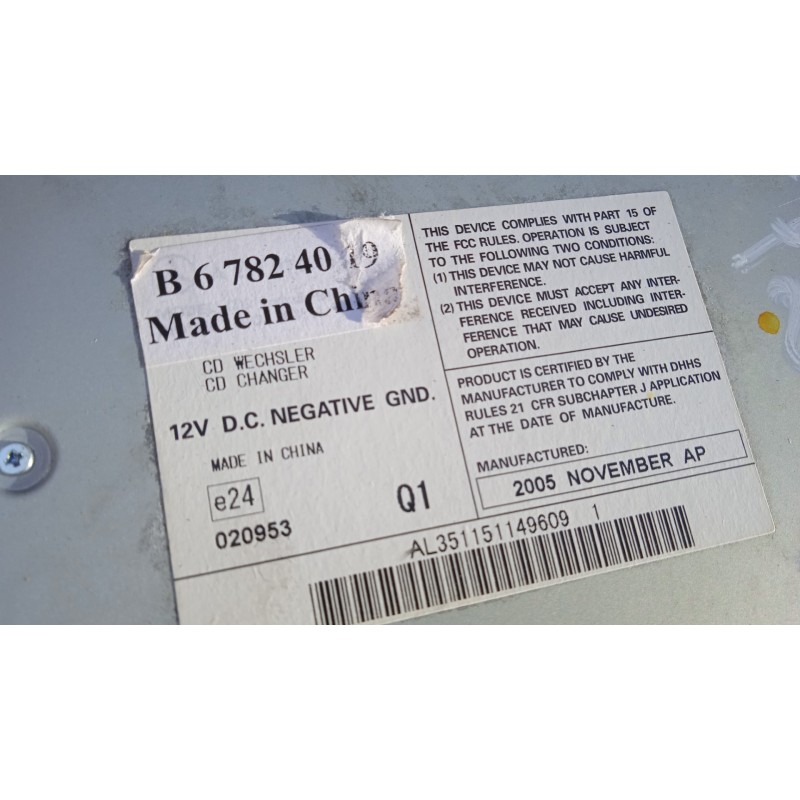 B 6 782 40 19
Made in China
CD WECHSLER
CD CHANGER
12V D.C. NEGATIVE GND.
MADE IN CHINA
e24
020953
Q1
THIS DEVICE COMPLIES WITH PART 15 OF
THE FCC RULES. OPERATION IS SUBJECT
TO THE FOLLOWING TWO CONDITIONS:
(1) THIS DEVICE MAY NOT CAUSE HARMFUL
INTERFERENCE.
(2) THIS DEVICE MUST ACCEPT ANY INTER-
FERENCE RECEIVED INCLUDING INTER-
FERENCE THAT MAY CAUSE UNDESIRED
OPERATION.
PRODUCT IS CERTIFIED BY THE
MANUFACTURER TO COMPLY WITH DHHS
RULES 21 CFR SUBCHAPTER J APPLICATION
AT THE DATE OF MANUFACTURE.
MANUFACTURED:
2005 NOVEMBER AP
AL351151149609 1